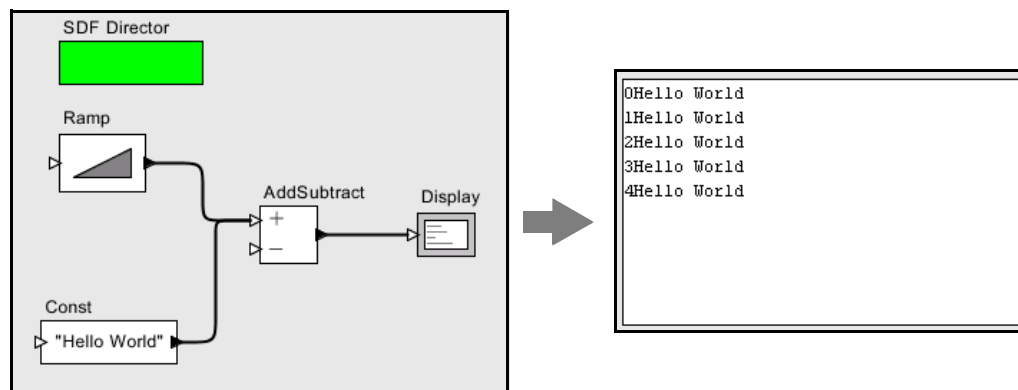 SDF Director
Ramp
AddSubtract
+
−
Display
Const
"Hello World"
0Hello World
1Hello World
2Hello World
3Hello World
4Hello World